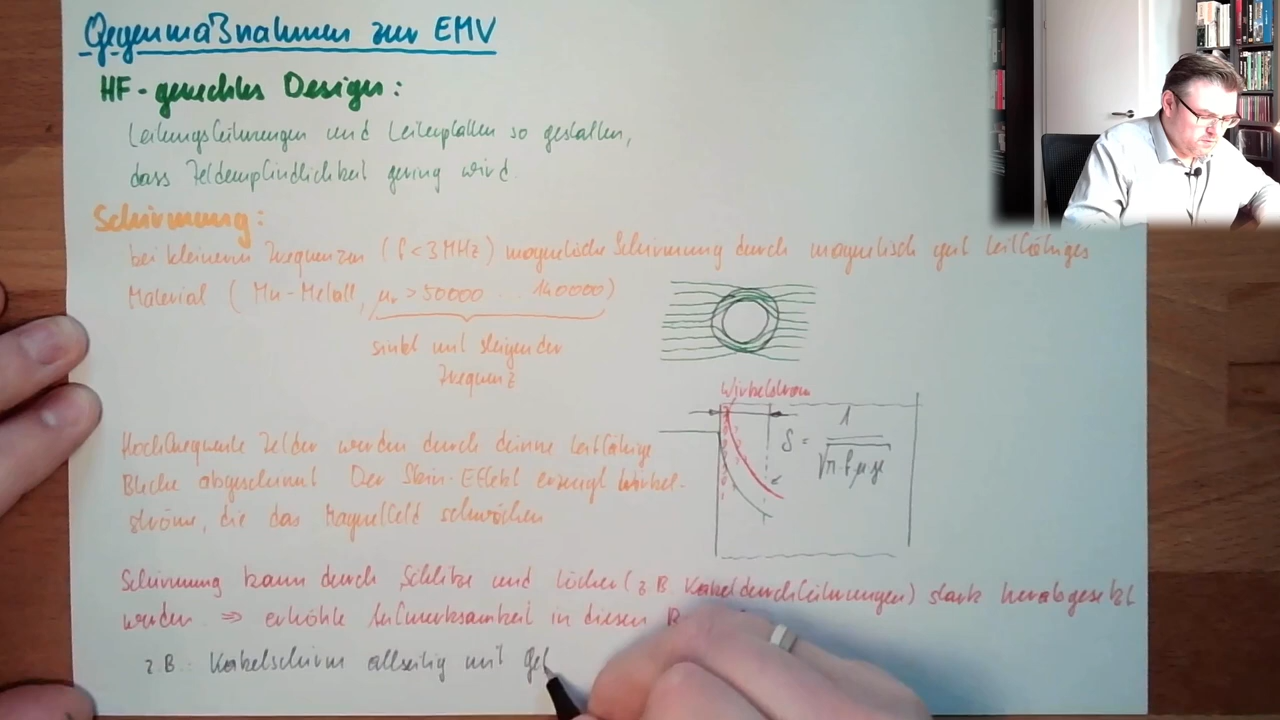 Gegenmaßnahmen zur EMV
HF-gerechtes Design:
Leitungsführungen und Leiterplatten so gestalten,
dass Feldempfindlichkeit gering wird.
Schirmung:
bei kleineren Frequenzen (f < 3 MHz) magnetische Schirmung durch magnetisch gut leitfähiges
Material (Mu-Metall, μr > 50000 ... 140000)
sinkt mit steigender
Frequenz
Wirbelstrom
δ = 1 / √(π·f·μ·ϰ)
Hochfrequente Felder werden durch dünne leitfähige
Bleche abgeschirmt Der Skin-Effekt erzeugt Wirbel-
ströme, die das Magnetfeld schwächen
Schirmung kann durch Schlitze und Löcher (z.B. Kabeldurchführungen) stark herabgesetzt
werden ⇒ erhöhte Aufmerksamkeit in diesen
z.B.: Kabelschirm allseitig mit